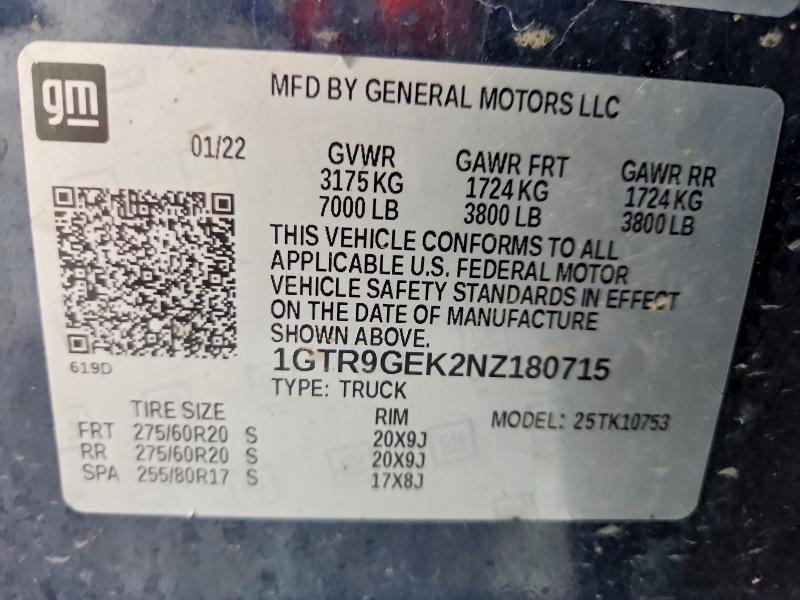 gm
MFD BY GENERAL MOTORS LLC
01/22
GVWR GAWR FRT GAWR RR
3175 KG 1724 KG 1724 KG
7000 LB 3800 LB 3800 LB
THIS VEHICLE CONFORMS TO ALL
APPLICABLE U.S. FEDERAL MOTOR
VEHICLE SAFETY STANDARDS IN EFFECT
ON THE DATE OF MANUFACTURE
SHOWN ABOVE.
619D
1GTR9GEK2NZ180715
TYPE: TRUCK
TIRE SIZE RIM MODEL: 25TK10753
FRT 275/60R20 S 20X9J
RR 275/60R20 S 20X9J
SPA 255/80R17 S 17X8J